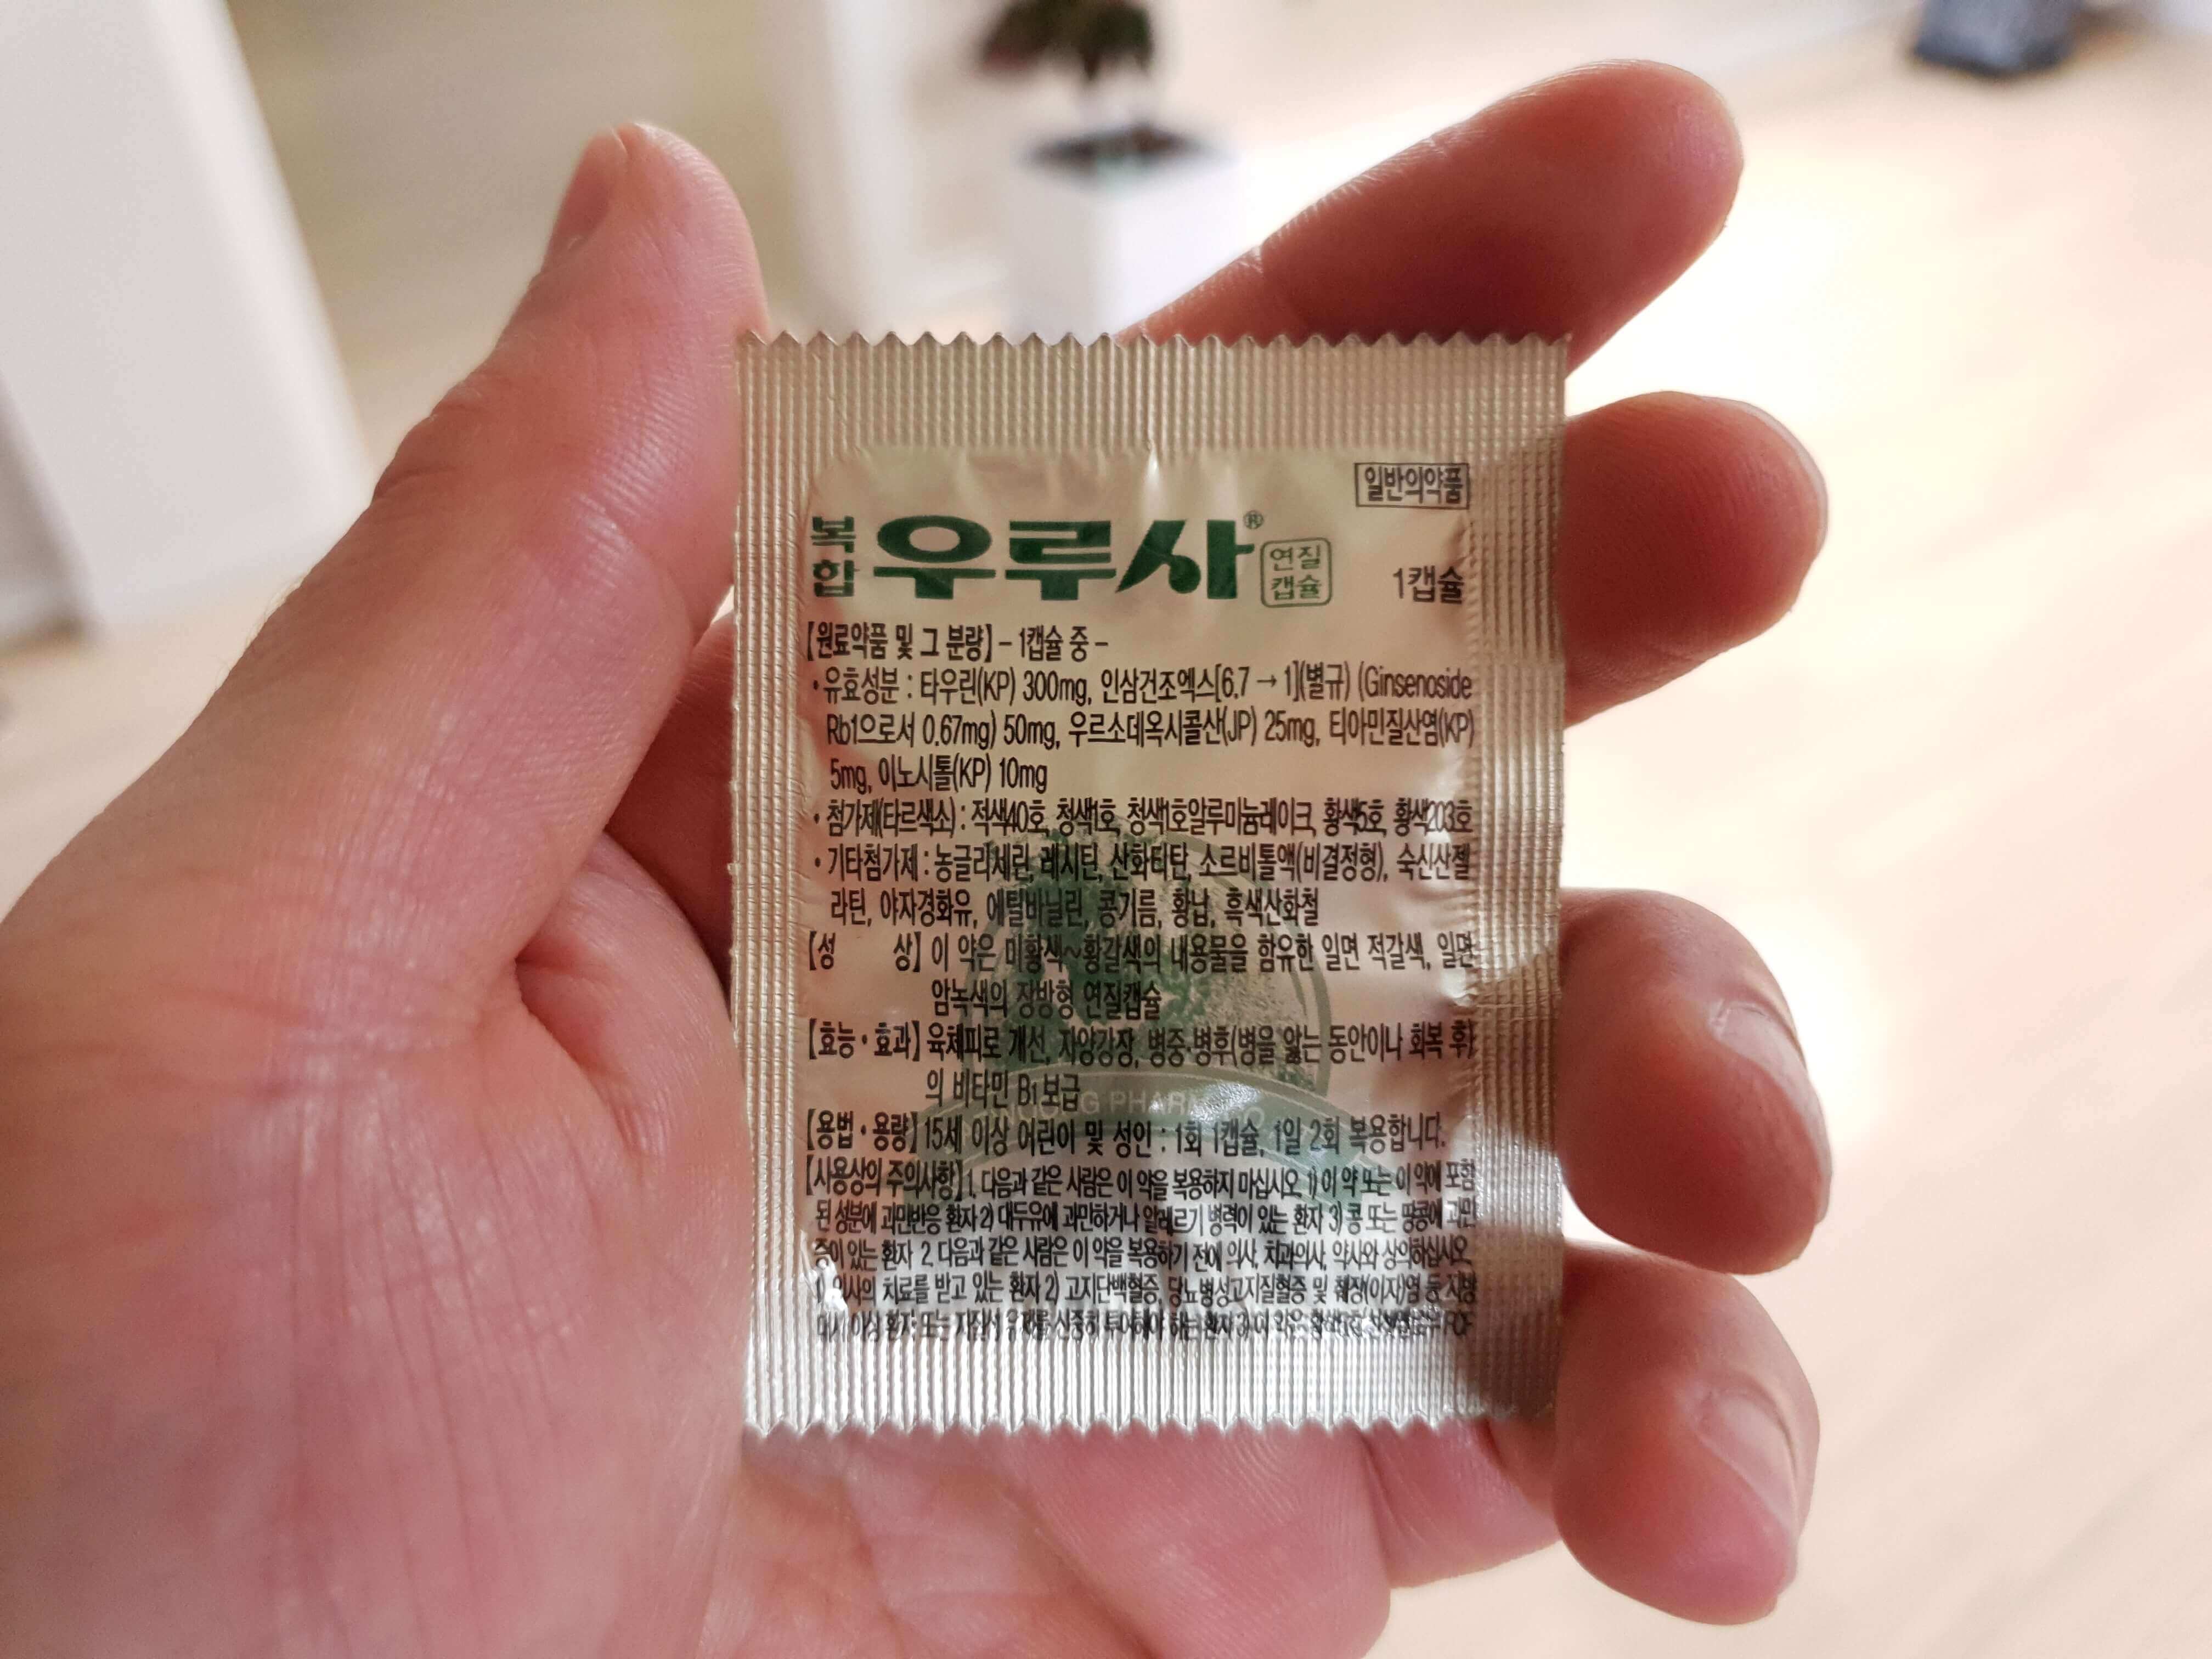 일반의약품
복합 우루사® 연질캡슐 1캡슐
【원료약품 및 그 분량】 – 1캡슐 중 –
• 유효성분 : 타우린(KP) 300mg, 인삼건조엑스[6.7 → 1](별규) (Ginsenoside
Rb1으로서 0.67mg) 50mg, 우르소데옥시콜산(JP) 25mg, 티아민질산염(KP)
5mg, 이노시톨(KP) 10mg
• 첨가제(타르색소) : 적색40호, 청색1호, 청색1호알루미늄레이크, 황색5호, 황색203호
• 기타첨가제 : 농글리세린, 레시틴, 산화티탄, 소르비톨액(비결정형), 숙신산젤
라틴, 야자경화유, 에틸바닐린, 콩기름, 황납, 흑색산화철
【성 상】 이 약은 미황색~황갈색의 내용물을 함유한 일면 적갈색, 일면
암녹색의 장방형 연질캡슐
【효능 • 효과】 육체피로 개선, 자양강장, 병중·병후(병을 앓는 동안이나 회복 후)
의 비타민 B1 보급
【용법 • 용량】 15세 이상 어린이 및 성인 : 1회 1캡슐, 1일 2회 복용합니다.
【사용상의 주의사항】 1. 다음과 같은 사람은 이 약을 복용하지 마십시오. 1) 이 약 또는 이 약에 포함
된 성분에 과민반응 환자 2) 대두유에 과민하거나 알레르기 병력이 있는 환자 3) 콩 또는 땅콩에 과민
증이 있는 환자 2. 다음과 같은 사람은 이 약을 복용하기 전에 의사, 치과의사, 약사와 상의하십시오.
1) 의사의 치료를 받고 있는 환자 2) 고지단백혈증, 당뇨병성고지질혈증 및 췌장(이자)염 등 지방
환자 또는 지질성 신중히 투여해야 하는 환자 3) 이 약은